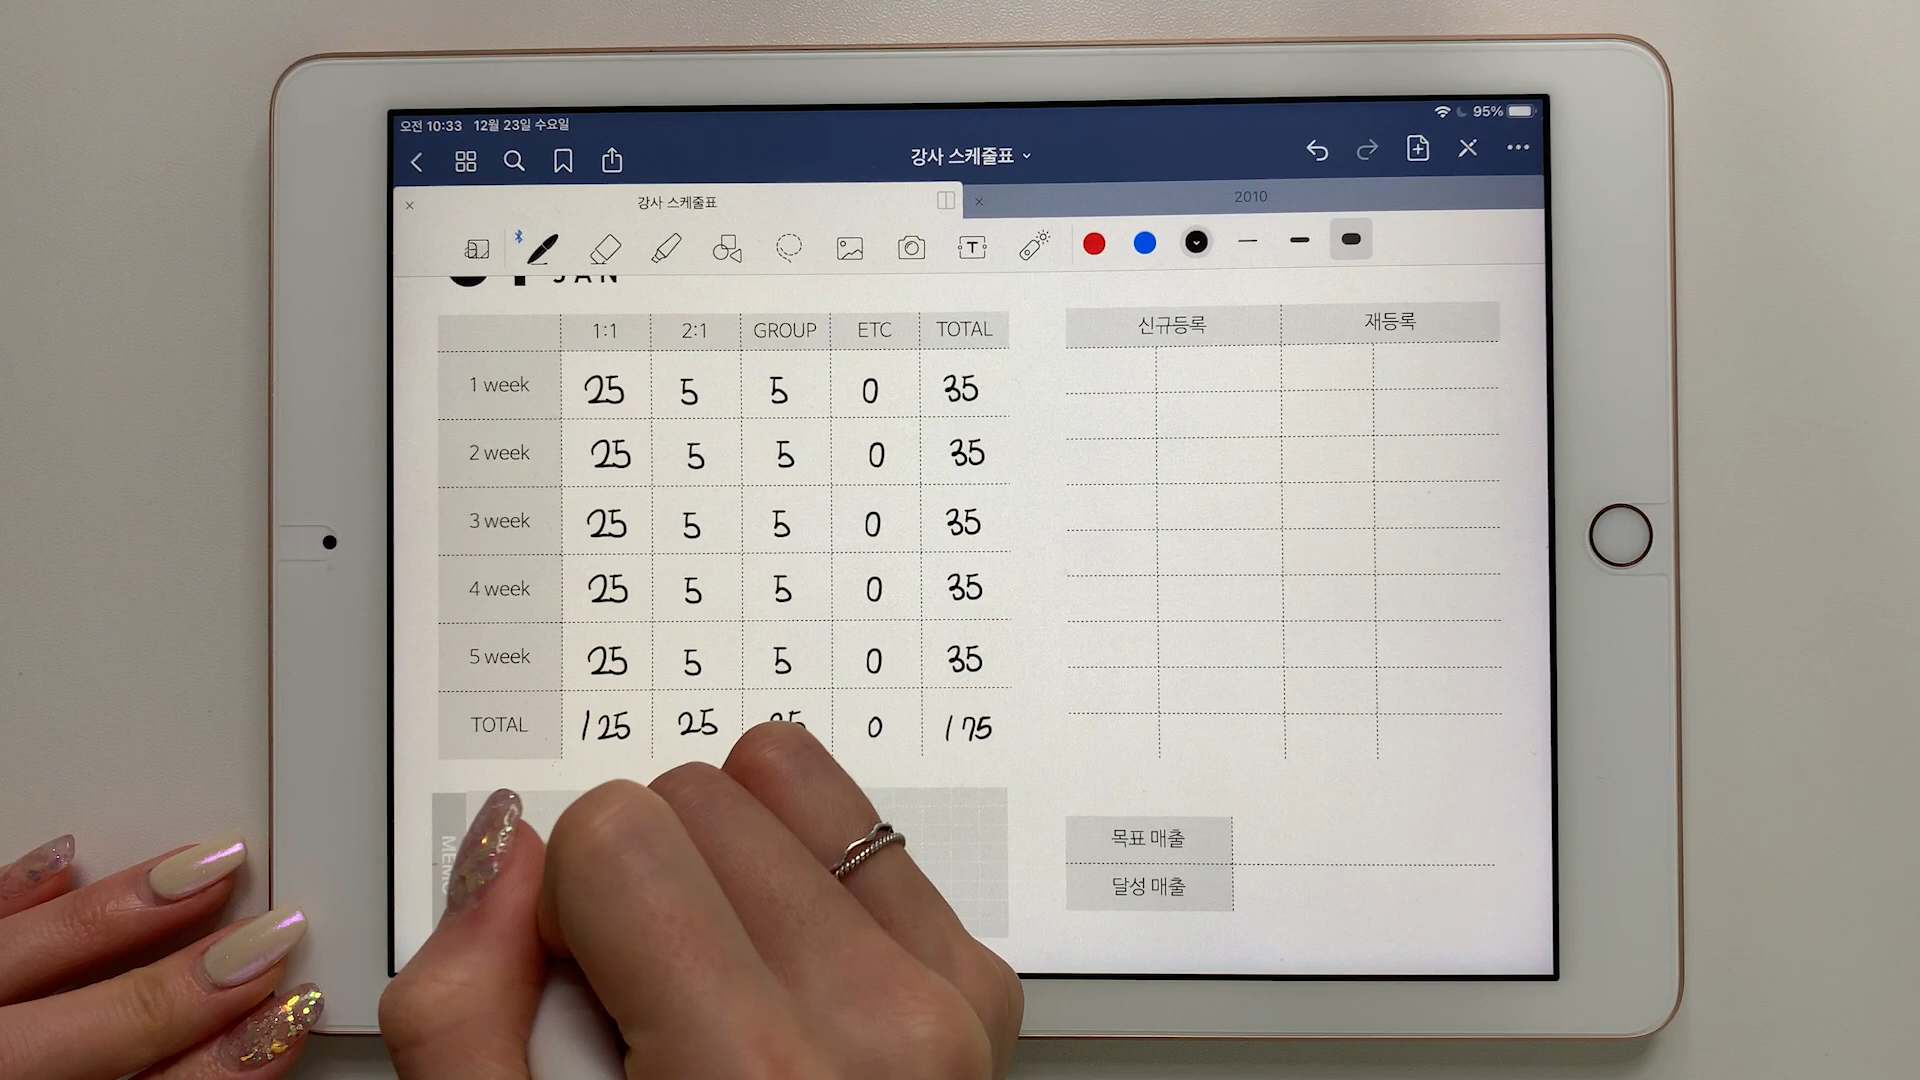 오전 10:33 12월 23일 수요일 95%
강사 스케줄표
강사 스케줄표 2010
JAN
1:1 2:1 GROUP ETC TOTAL
1 week 25 5 5 0 35
2 week 25 5 5 0 35
3 week 25 5 5 0 35
4 week 25 5 5 0 35
5 week 25 5 5 0 35
TOTAL 125 25 25 0 175
MEMO
신규등록 재등록
목표 매출
달성 매출